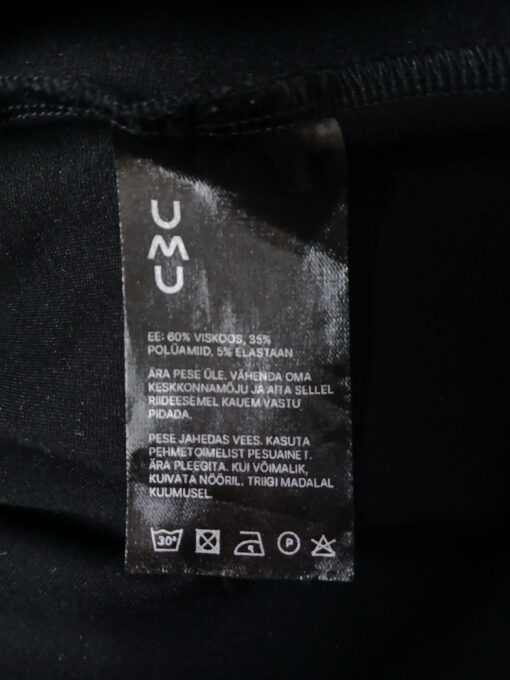 U
M
U
EE: 60% VISKOOS, 35%
POLÜAMIID, 5% ELASTAAN
ÄRA PESE ÜLE. VÄHENDA OMA
KESKKONNAMÕJU JA AITA SELLEL
RIIDEESEMEL KAUEM VASTU
PIDADA.
PESE JAHEDAS VEES. KASUTA
PEHMETOIMELIST PESUAINET.
ÄRA PLEEGITA. KUI VÕIMALIK,
KUIVATA NÖÖRIL. TRIIGI MADALAL
KUUMUSEL.
30° P